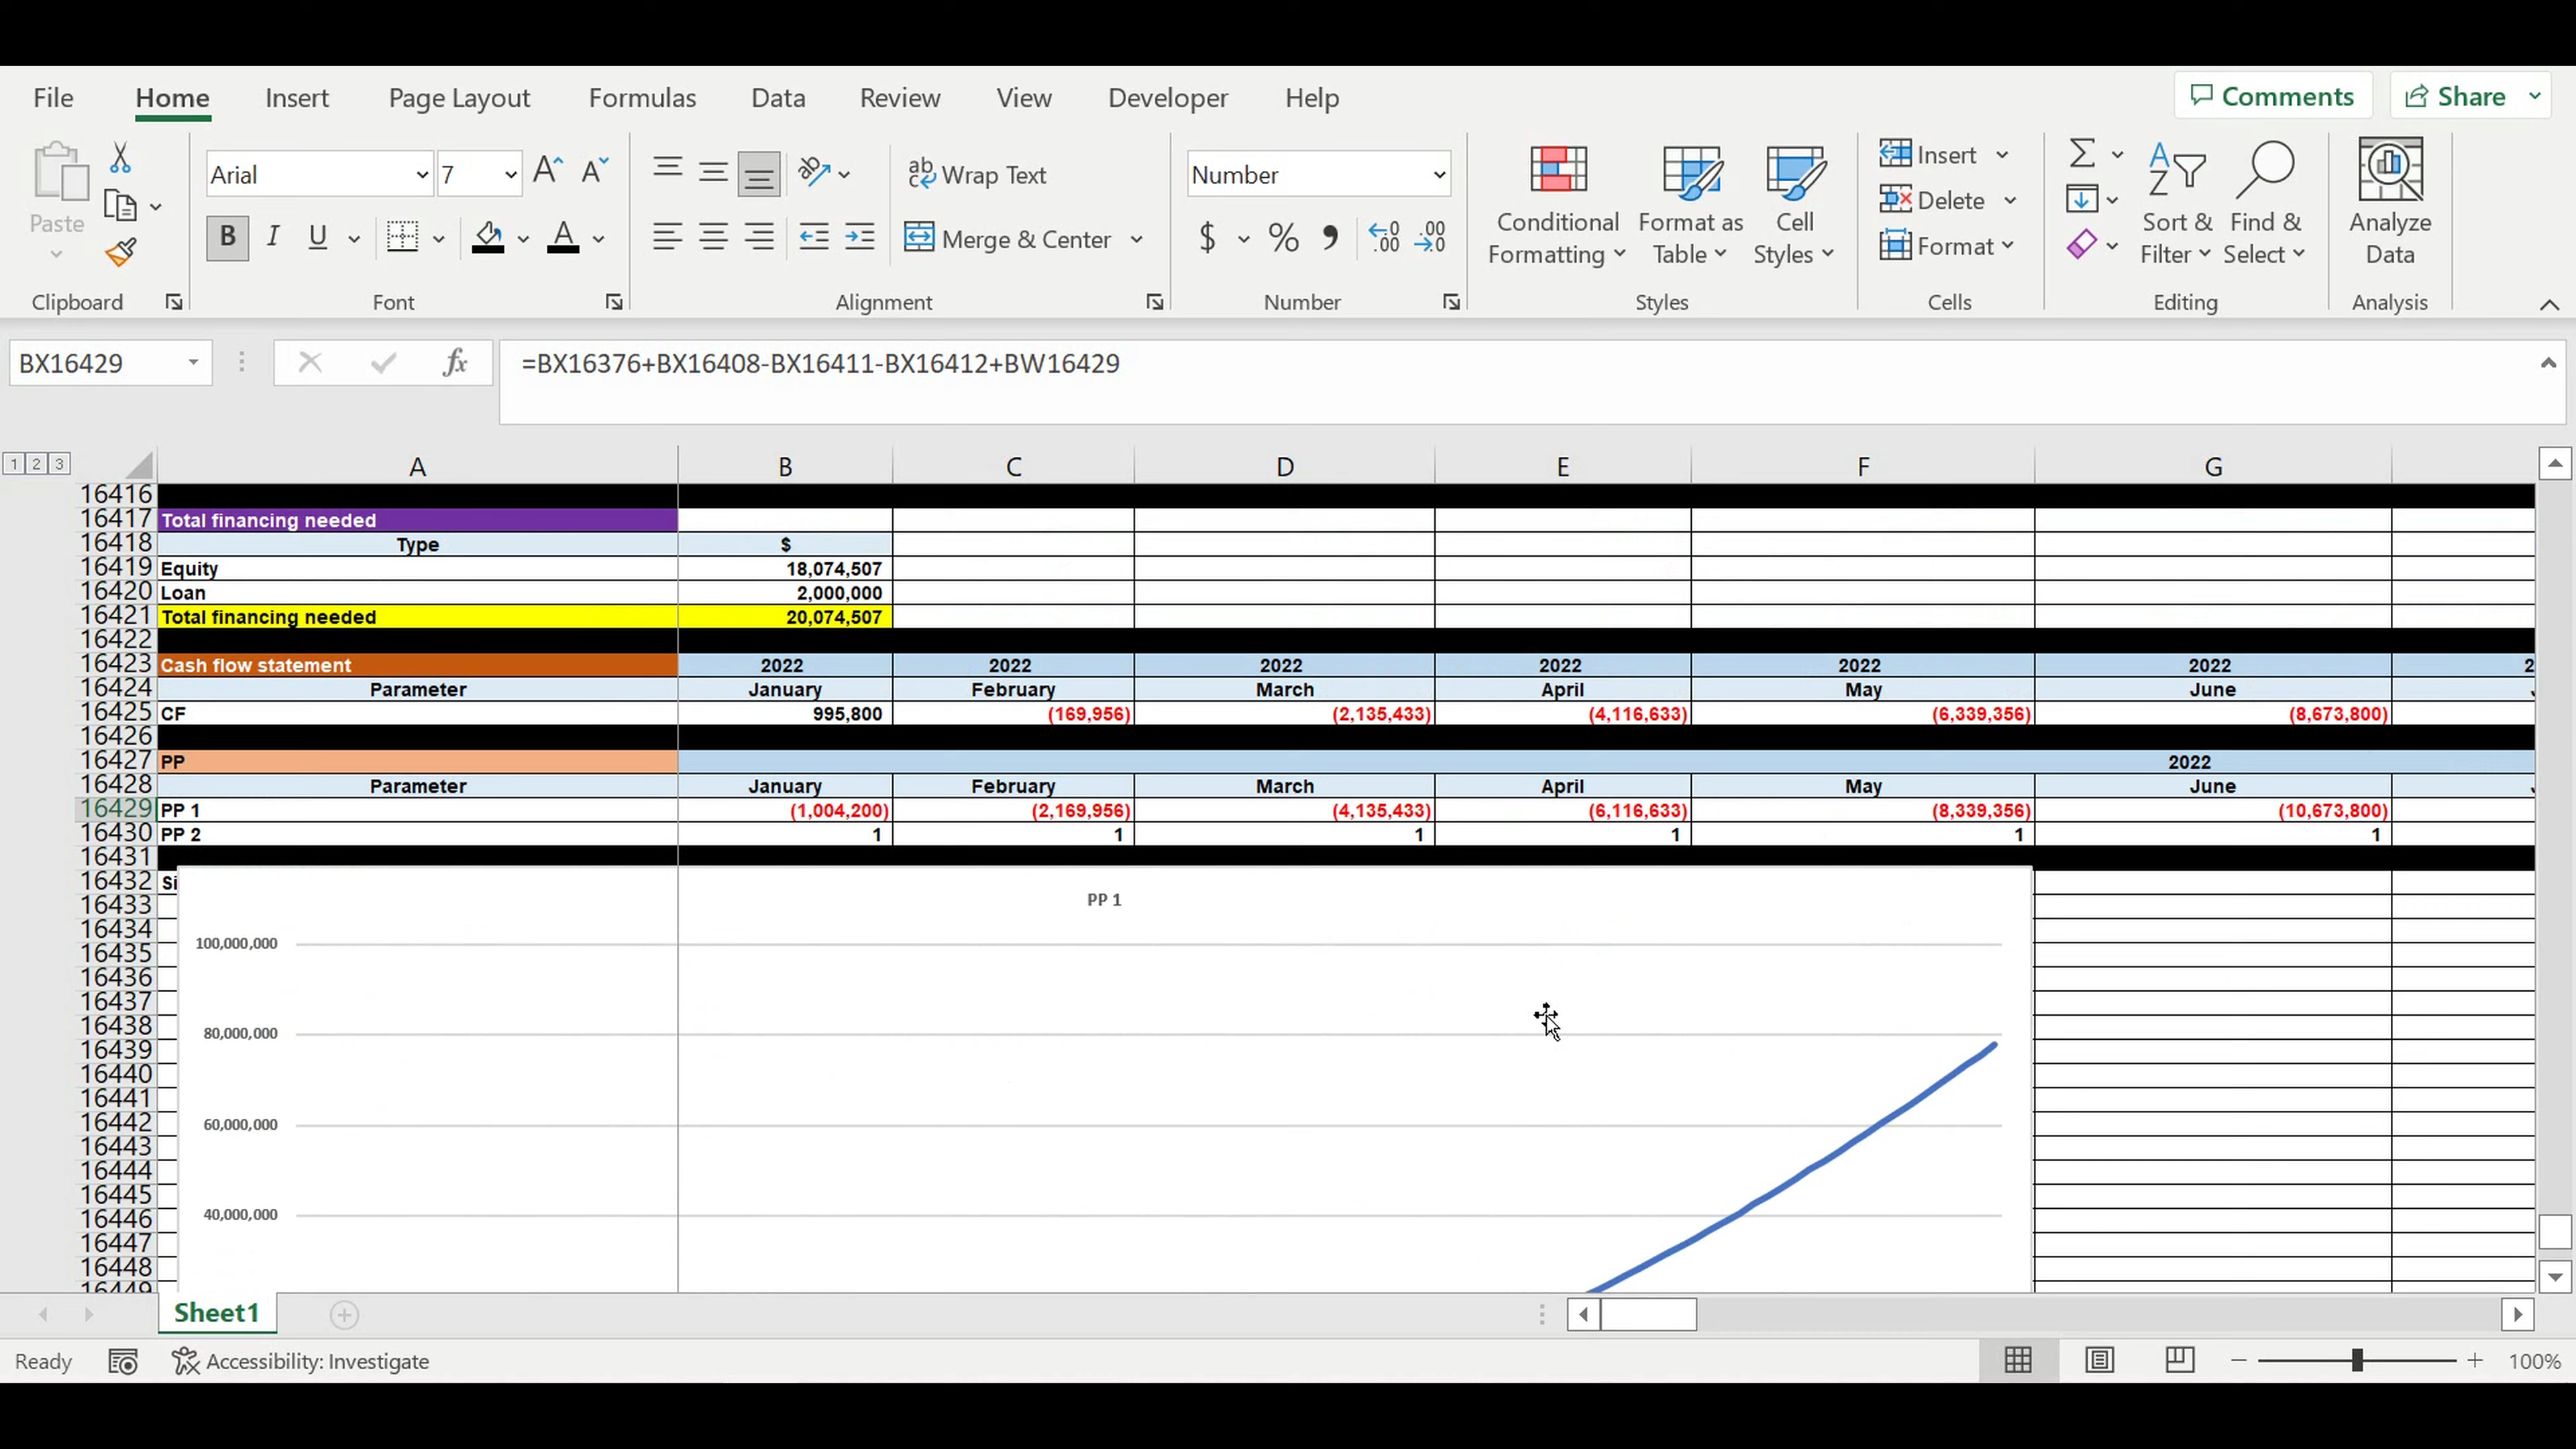 File Home Insert Page Layout Formulas Data Review View Developer Help Comments Share
Paste
Clipboard
Arial 7
B I U A
Font
Wrap Text
Merge & Center
Alignment
Number
$ % , .00 .00
Number
Conditional Formatting
Format as Table
Cell Styles
Styles
Insert
Delete
Format
Cells
Sort & Filter
Find & Select
Editing
Analyze Data
Analysis
BX16429 fx =BX16376+BX16408-BX16411-BX16412+BW16429
1 2 3 A B C D E F G
16416
16417 Total financing needed
16418 Type $
16419 Equity 18,074,507
16420 Loan 2,000,000
16421 Total financing needed 20,074,507
16422
16423 Cash flow statement 2022 2022 2022 2022 2022 2022 2
16424 Parameter January February March April May June
16425 CF 995,800 (169,956) (2,135,433) (4,116,633) (6,339,356) (8,673,800)
16426
16427 PP 2022
16428 Parameter January February March April May June
16429 PP 1 (1,004,200) (2,169,956) (4,135,433) (6,116,633) (8,339,356) (10,673,800)
16430 PP 2 1 1 1 1 1 1
16431
16432 Si
PP 1
16433
16434
16435 100,000,000
16436
16437
16438
16439 80,000,000
16440
16441
16442 60,000,000
16443
16444
16445
16446 40,000,000
16447
16448
16449
Sheet1
Ready Accessibility: Investigate 100%